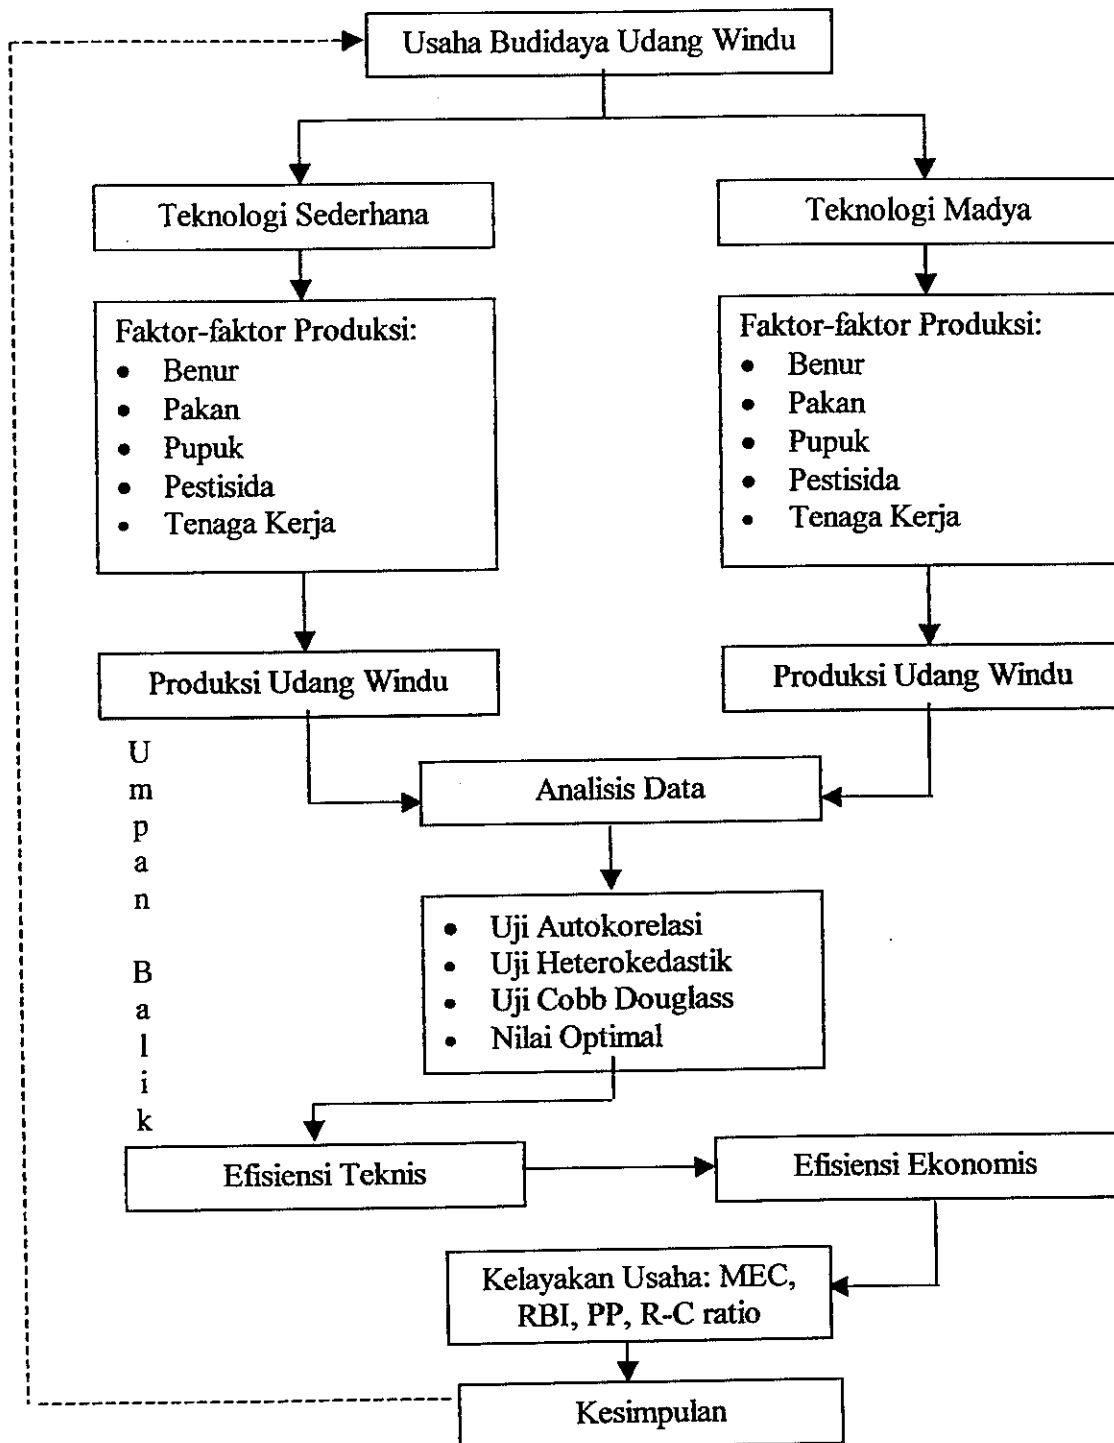 Usaha Budidaya Udang Windu
Teknologi Sederhana
Teknologi Madya
Faktor-faktor Produksi:
• Benur
• Pakan
• Pupuk
• Pestisida
• Tenaga Kerja
Faktor-faktor Produksi:
• Benur
• Pakan
• Pupuk
• Pestisida
• Tenaga Kerja
Produksi Udang Windu
Produksi Udang Windu
Umpan Balik
Analisis Data
• Uji Autokorelasi
• Uji Heterokedastik
• Uji Cobb Douglass
• Nilai Optimal
Efisiensi Teknis
Efisiensi Ekonomis
Kelayakan Usaha: MEC,
RBI, PP, R-C ratio
Kesimpulan